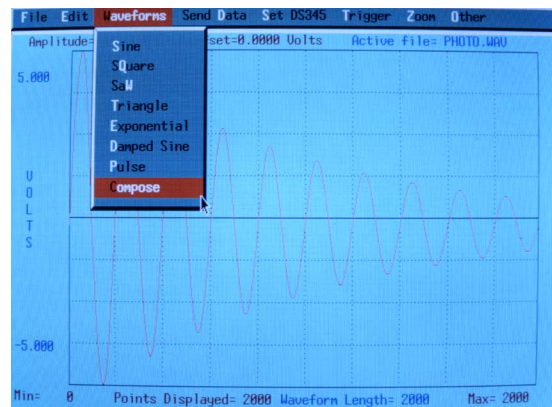 File Edit Waveforms Send Data Set DS345 Trigger Zoom Other
Amplitude= set=0.0000 Volts Active file= PHOTO.WAV
Sine
SQuare
SaW
Triangle
Exponential
Damped Sine
Pulse
Compose
5.000
VOLTS
-5.000
Min= 0 Points Displayed= 2000 Waveform Length= 2000 Max= 2000